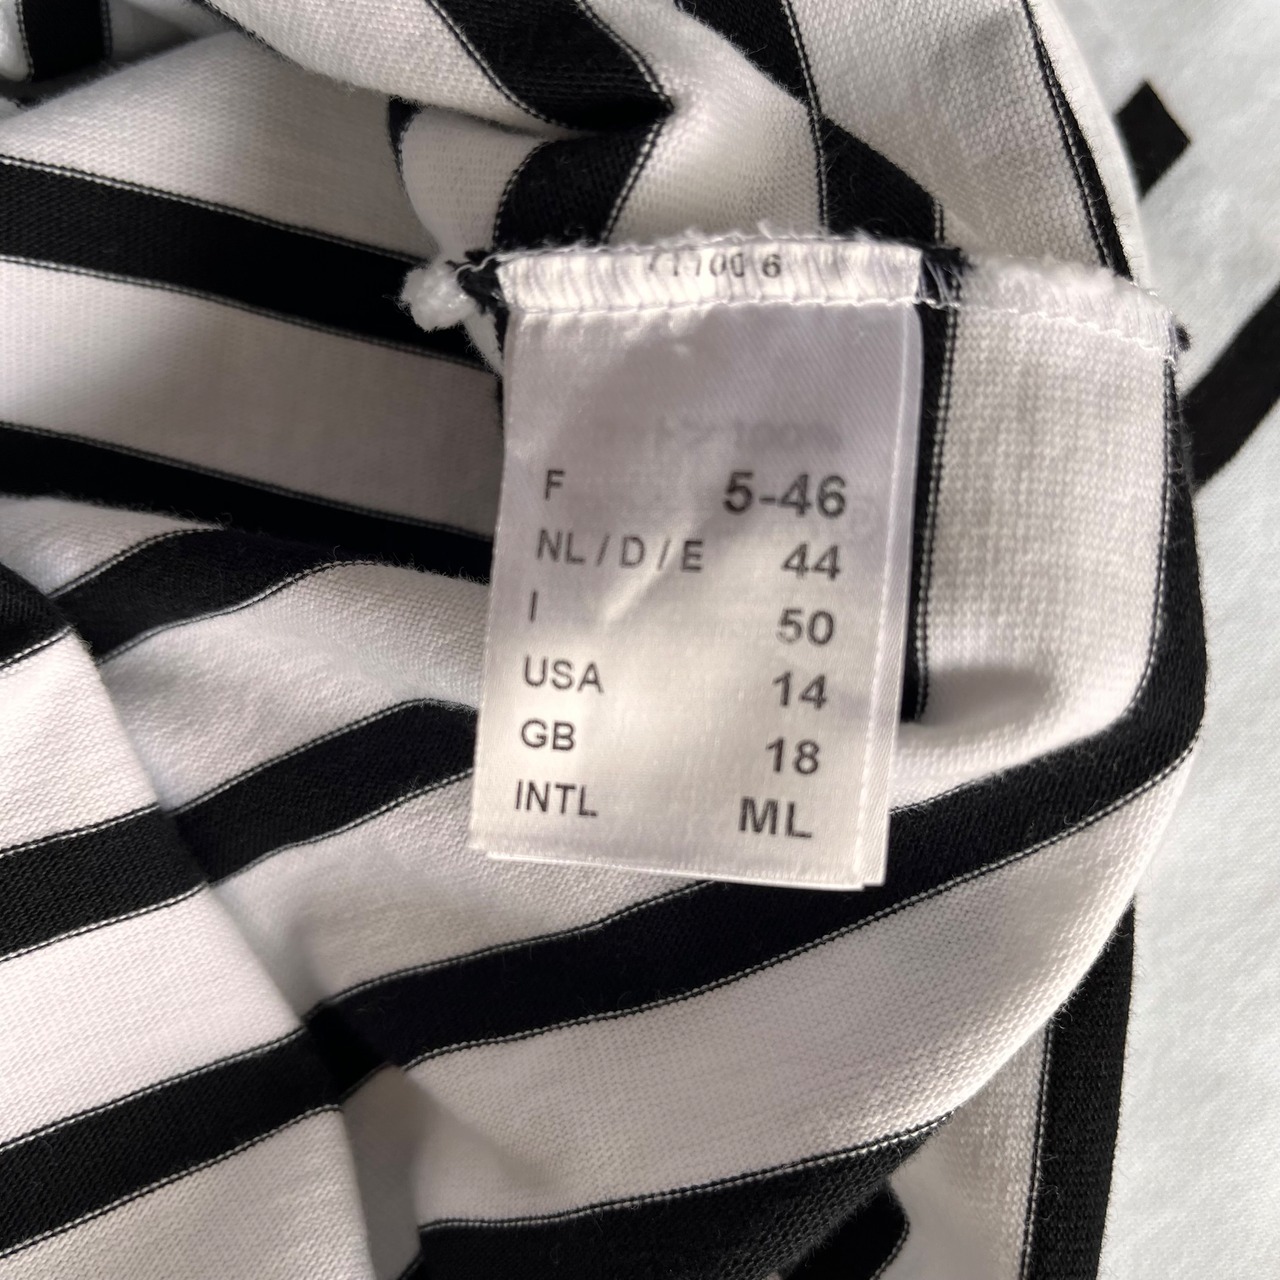 F 5-46
NL / D / E 44
I 50
USA 14
GB 18
INTL ML